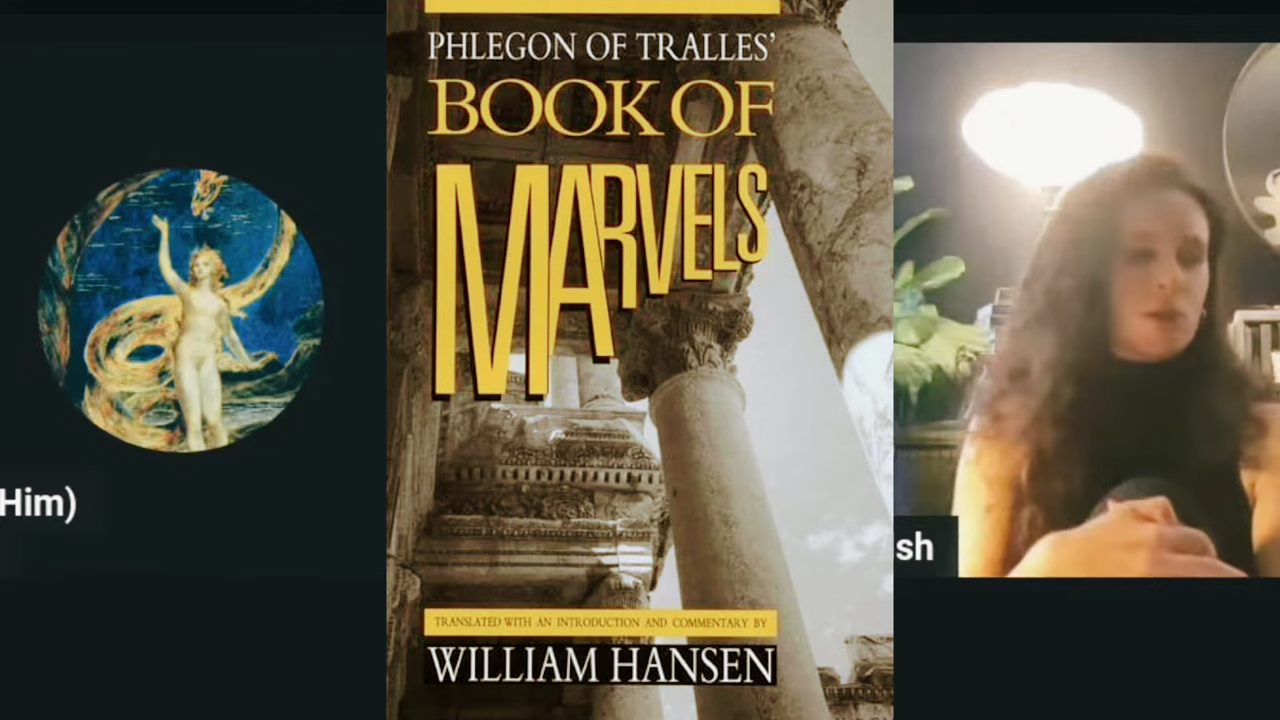 Him)
PHLEGON OF TRALLES'
BOOK OF
MARVELS
TRANSLATED WITH AN INTRODUCTION AND COMMENTARY BY
WILLIAM HANSEN
sh